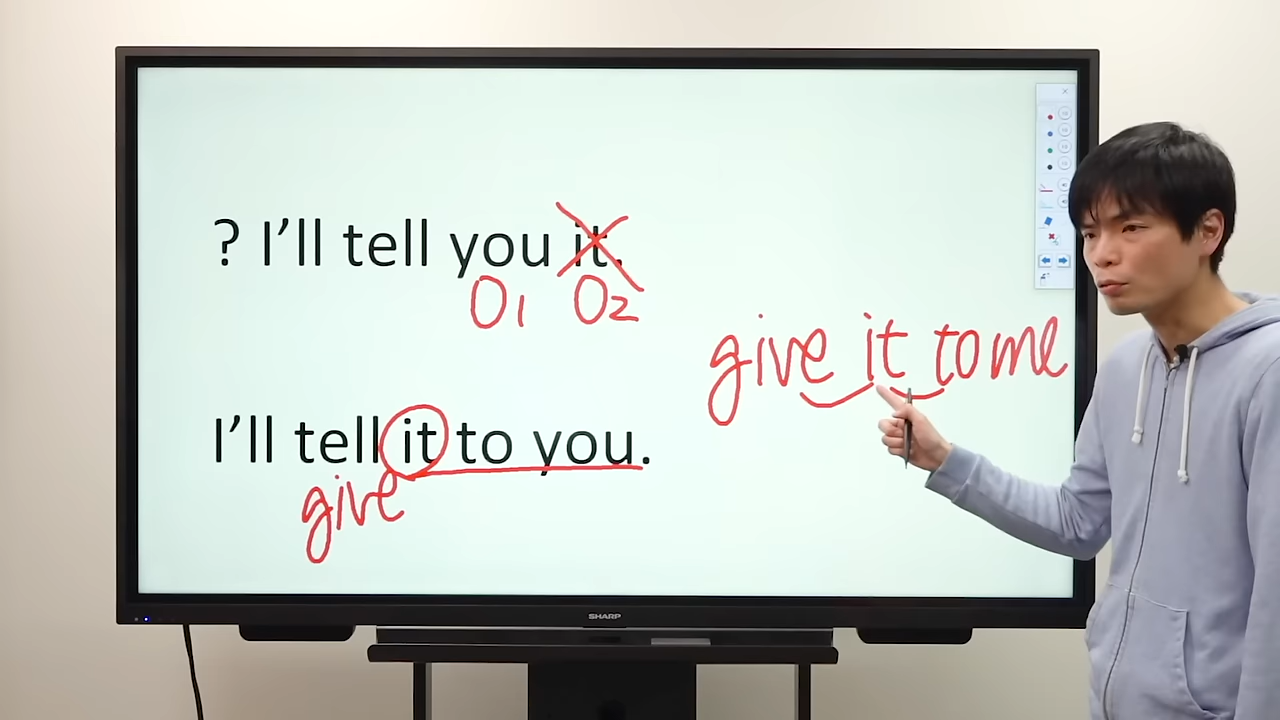 ? I'll tell you it.
O1 O2
give it to me
I'll tell it to you.
give
SHARP